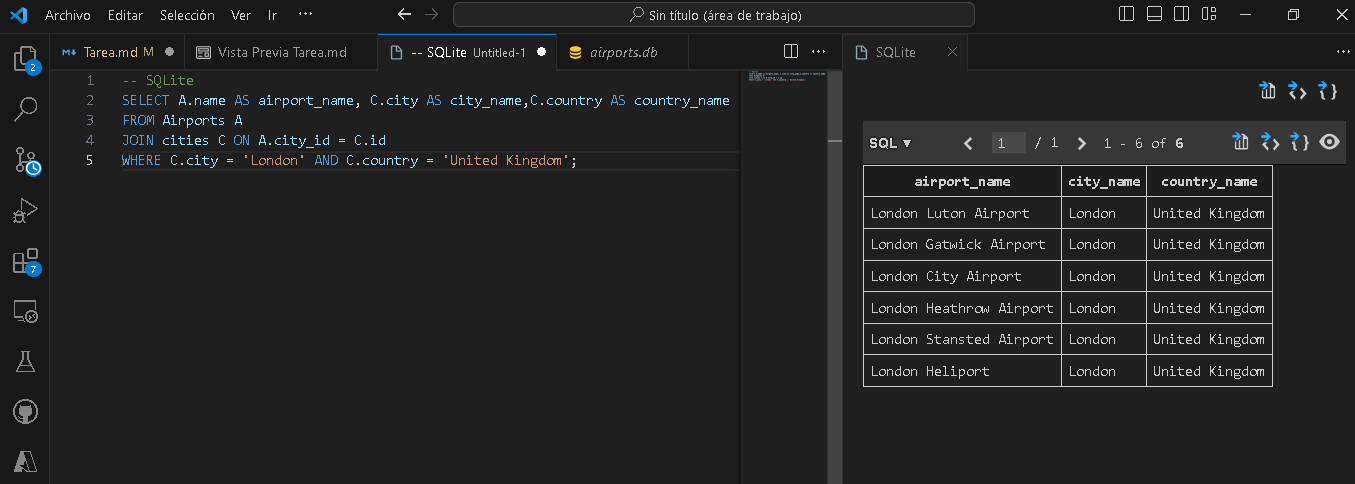 Archivo Editar Selección Ver Ir ··· Sin título (área de trabajo)
Tarea.md M Vista Previa Tarea.md -- SQLite Untitled-1 airports.db ··· SQLite ···
2
7
1 -- SQLite
2 SELECT A.name AS airport_name, C.city AS city_name,C.country AS country_name
3 FROM Airports A
4 JOIN cities C ON A.city_id = C.id
5 WHERE C.city = 'London' AND C.country = 'United Kingdom';
SQL ▼ 1 / 1 1 - 6 of 6
airport_name city_name country_name
London Luton Airport London United Kingdom
London Gatwick Airport London United Kingdom
London City Airport London United Kingdom
London Heathrow Airport London United Kingdom
London Stansted Airport London United Kingdom
London Heliport London United Kingdom